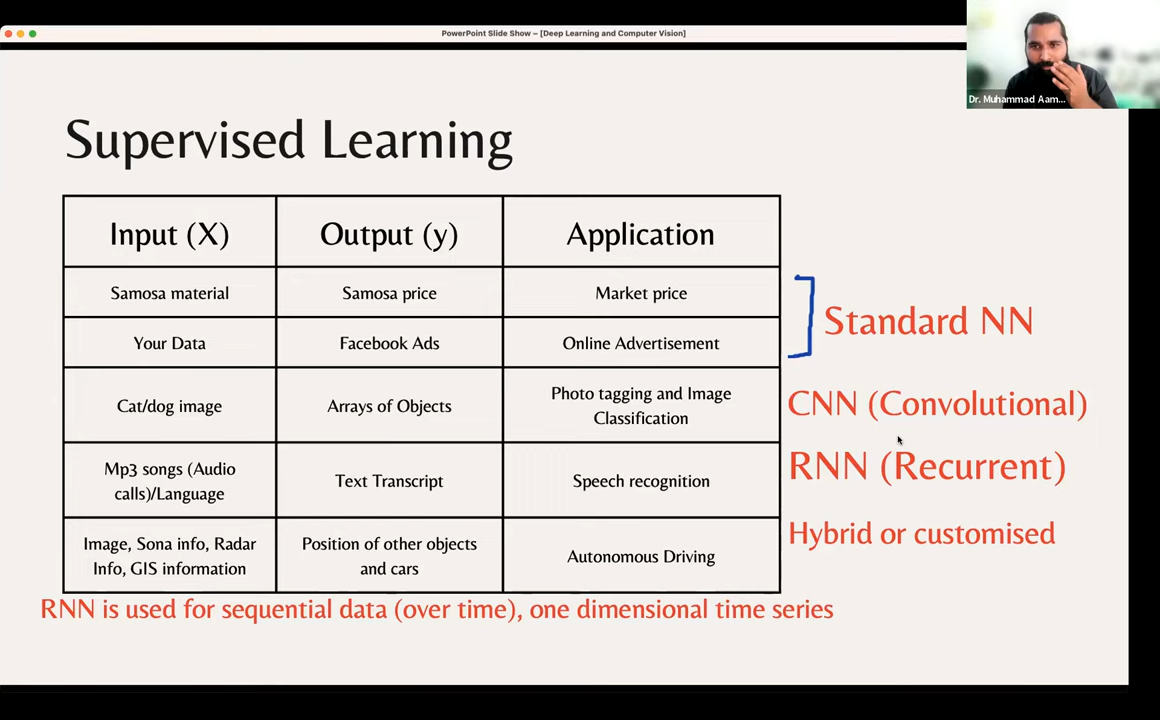 PowerPoint Slide Show – [Deep Learning and Computer Vision]
Dr. Muhammad Aam...
Supervised Learning
Input (X) Output (y) Application
Samosa material Samosa price Market price
Your Data Facebook Ads Online Advertisement
Standard NN
Cat/dog image Arrays of Objects Photo tagging and Image
Classification
CNN (Convolutional)
Mp3 songs (Audio
calls)/Language Text Transcript Speech recognition
RNN (Recurrent)
Image, Sona info, Radar
Info, GIS information Position of other objects
and cars Autonomous Driving
Hybrid or customised
RNN is used for sequential data (over time), one dimensional time series